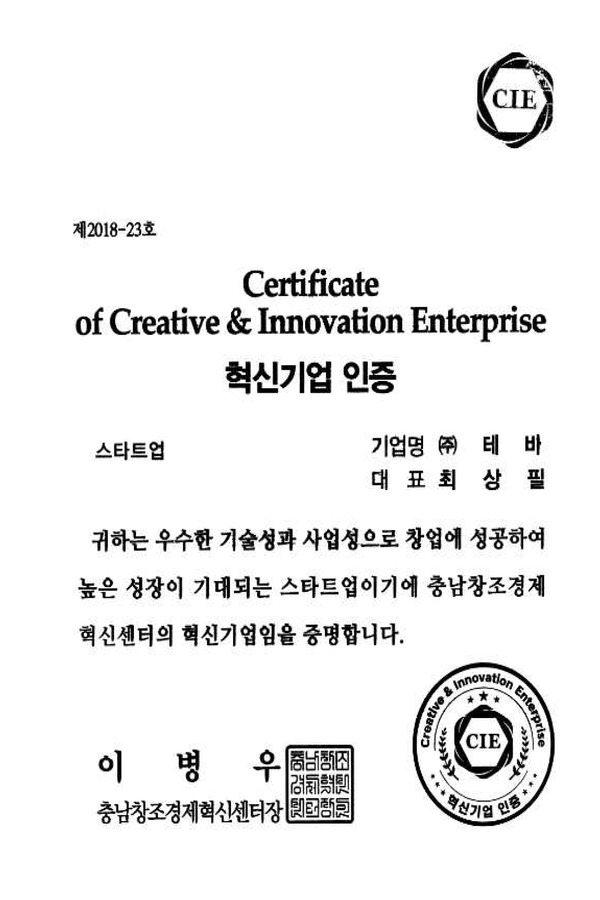 CIE
제2018-23호
Certificate
of Creative & Innovation Enterprise
혁신기업 인증
스타트업
기업명 ㈜ 테 바
대 표 최 상 필
귀하는 우수한 기술성과 사업성으로 창업에 성공하여
높은 성장이 기대되는 스타트업이기에 충남창조경제
혁신센터의 혁신기업임을 증명합니다.
Creative & Innovation Enterprise
CIE
혁신기업 인증
이 병 우
충남창조경제혁신센터장